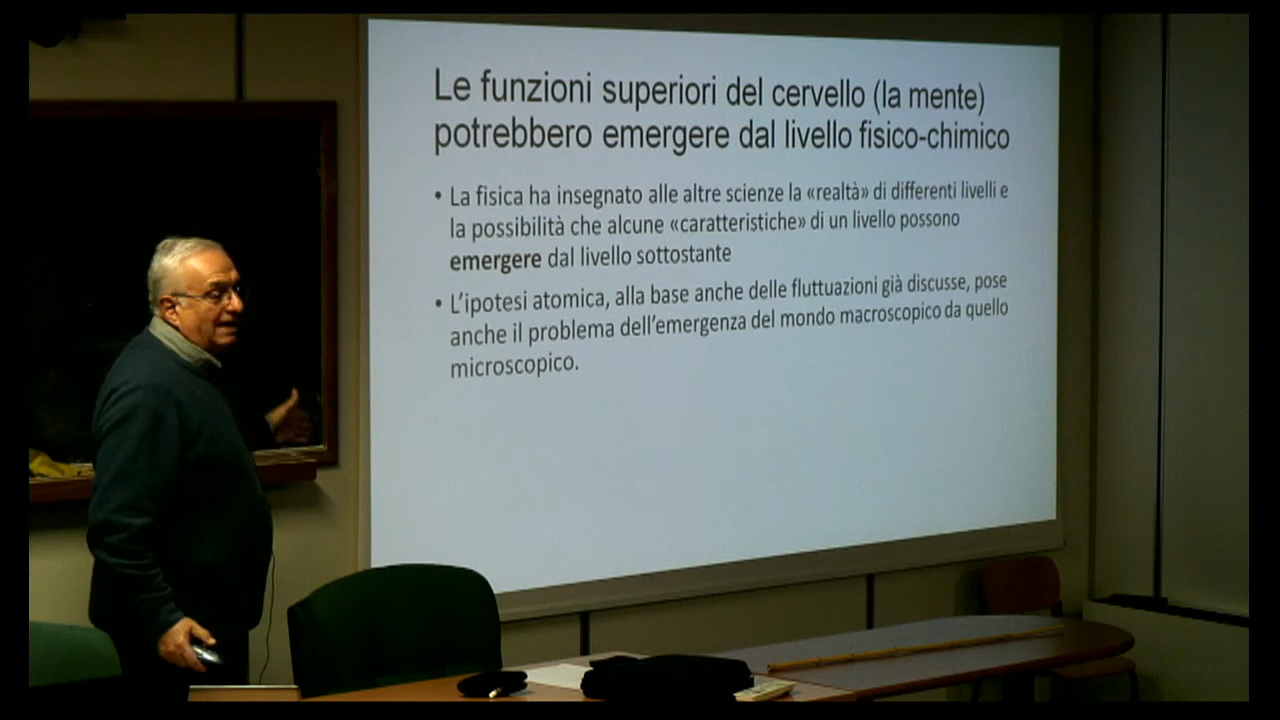 Le funzioni superiori del cervello (la mente)
potrebbero emergere dal livello fisico-chimico
• La fisica ha insegnato alle altre scienze la «realtà» di differenti livelli e
la possibilità che alcune «caratteristiche» di un livello possono
emergere dal livello sottostante
• L’ipotesi atomica, alla base anche delle fluttuazioni già discusse, pose
anche il problema dell’emergenza del mondo macroscopico da quello
microscopico.